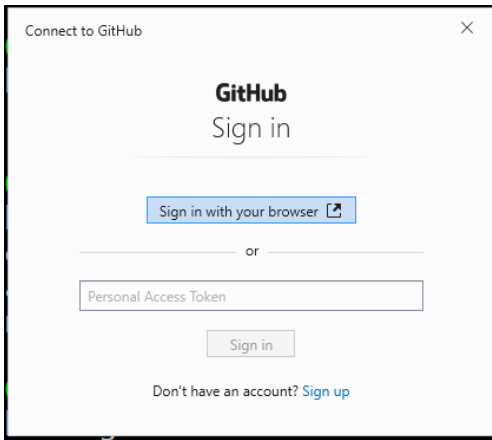 Connect to GitHub
GitHub
Sign in
Sign in with your browser
or
Personal Access Token
Sign in
Don't have an account? Sign up